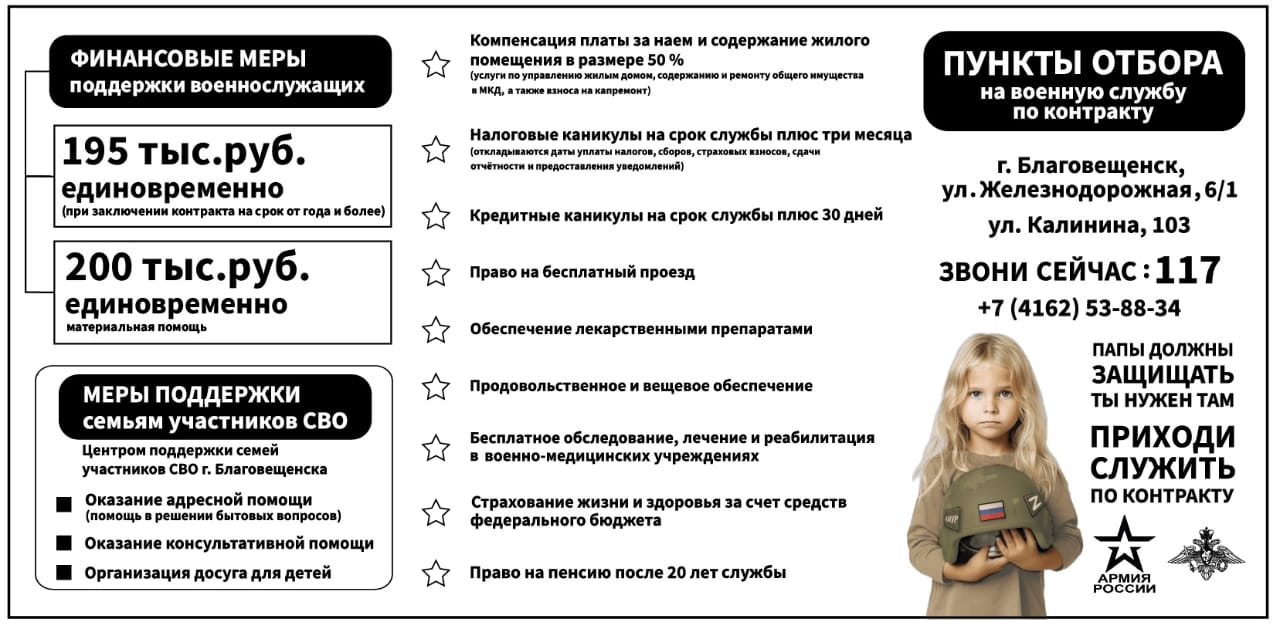 ФИНАНСОВЫЕ МЕРЫ
поддержки военнослужащих
195 тыс.руб.
единовременно
(при заключении контракта на срок от года и более)
200 тыс.руб.
единовременно
материальная помощь
МЕРЫ ПОДДЕРЖКИ
семьям участников СВО
Центром поддержки семей
участников СВО г. Благовещенска
Оказание адресной помощи
(помощь в решении бытовых вопросов)
Оказание консультативной помощи
Организация досуга для детей
Компенсация платы за наем и содержание жилого
помещения в размере 50 %
(услуги по управлению жилым домом, содержанию и ремонту общего имущества
в МКД, а также взноса на капремонт)
Налоговые каникулы на срок службы плюс три месяца
(откладываются даты уплаты налогов, сборов, страховых взносов, сдачи
отчётности и предоставления уведомлений)
Кредитные каникулы на срок службы плюс 30 дней
Право на бесплатный проезд
Обеспечение лекарственными препаратами
Продовольственное и вещевое обеспечение
Бесплатное обследование, лечение и реабилитация
в военно-медицинских учреждениях
Страхование жизни и здоровья за счет средств
федерального бюджета
Право на пенсию после 20 лет службы
ПУНКТЫ ОТБОРА
на военную службу
по контракту
г. Благовещенск,
ул. Железнодорожная, 6/1
ул. Калинина, 103
ЗВОНИ СЕЙЧАС: 117
+7 (4162) 53-88-34
ПАПЫ ДОЛЖНЫ
ЗАЩИЩАТЬ
ТЫ НУЖЕН ТАМ
ПРИХОДИ
СЛУЖИТЬ
ПО КОНТРАКТУ
АМУР
Z
АРМИЯ
РОССИИ